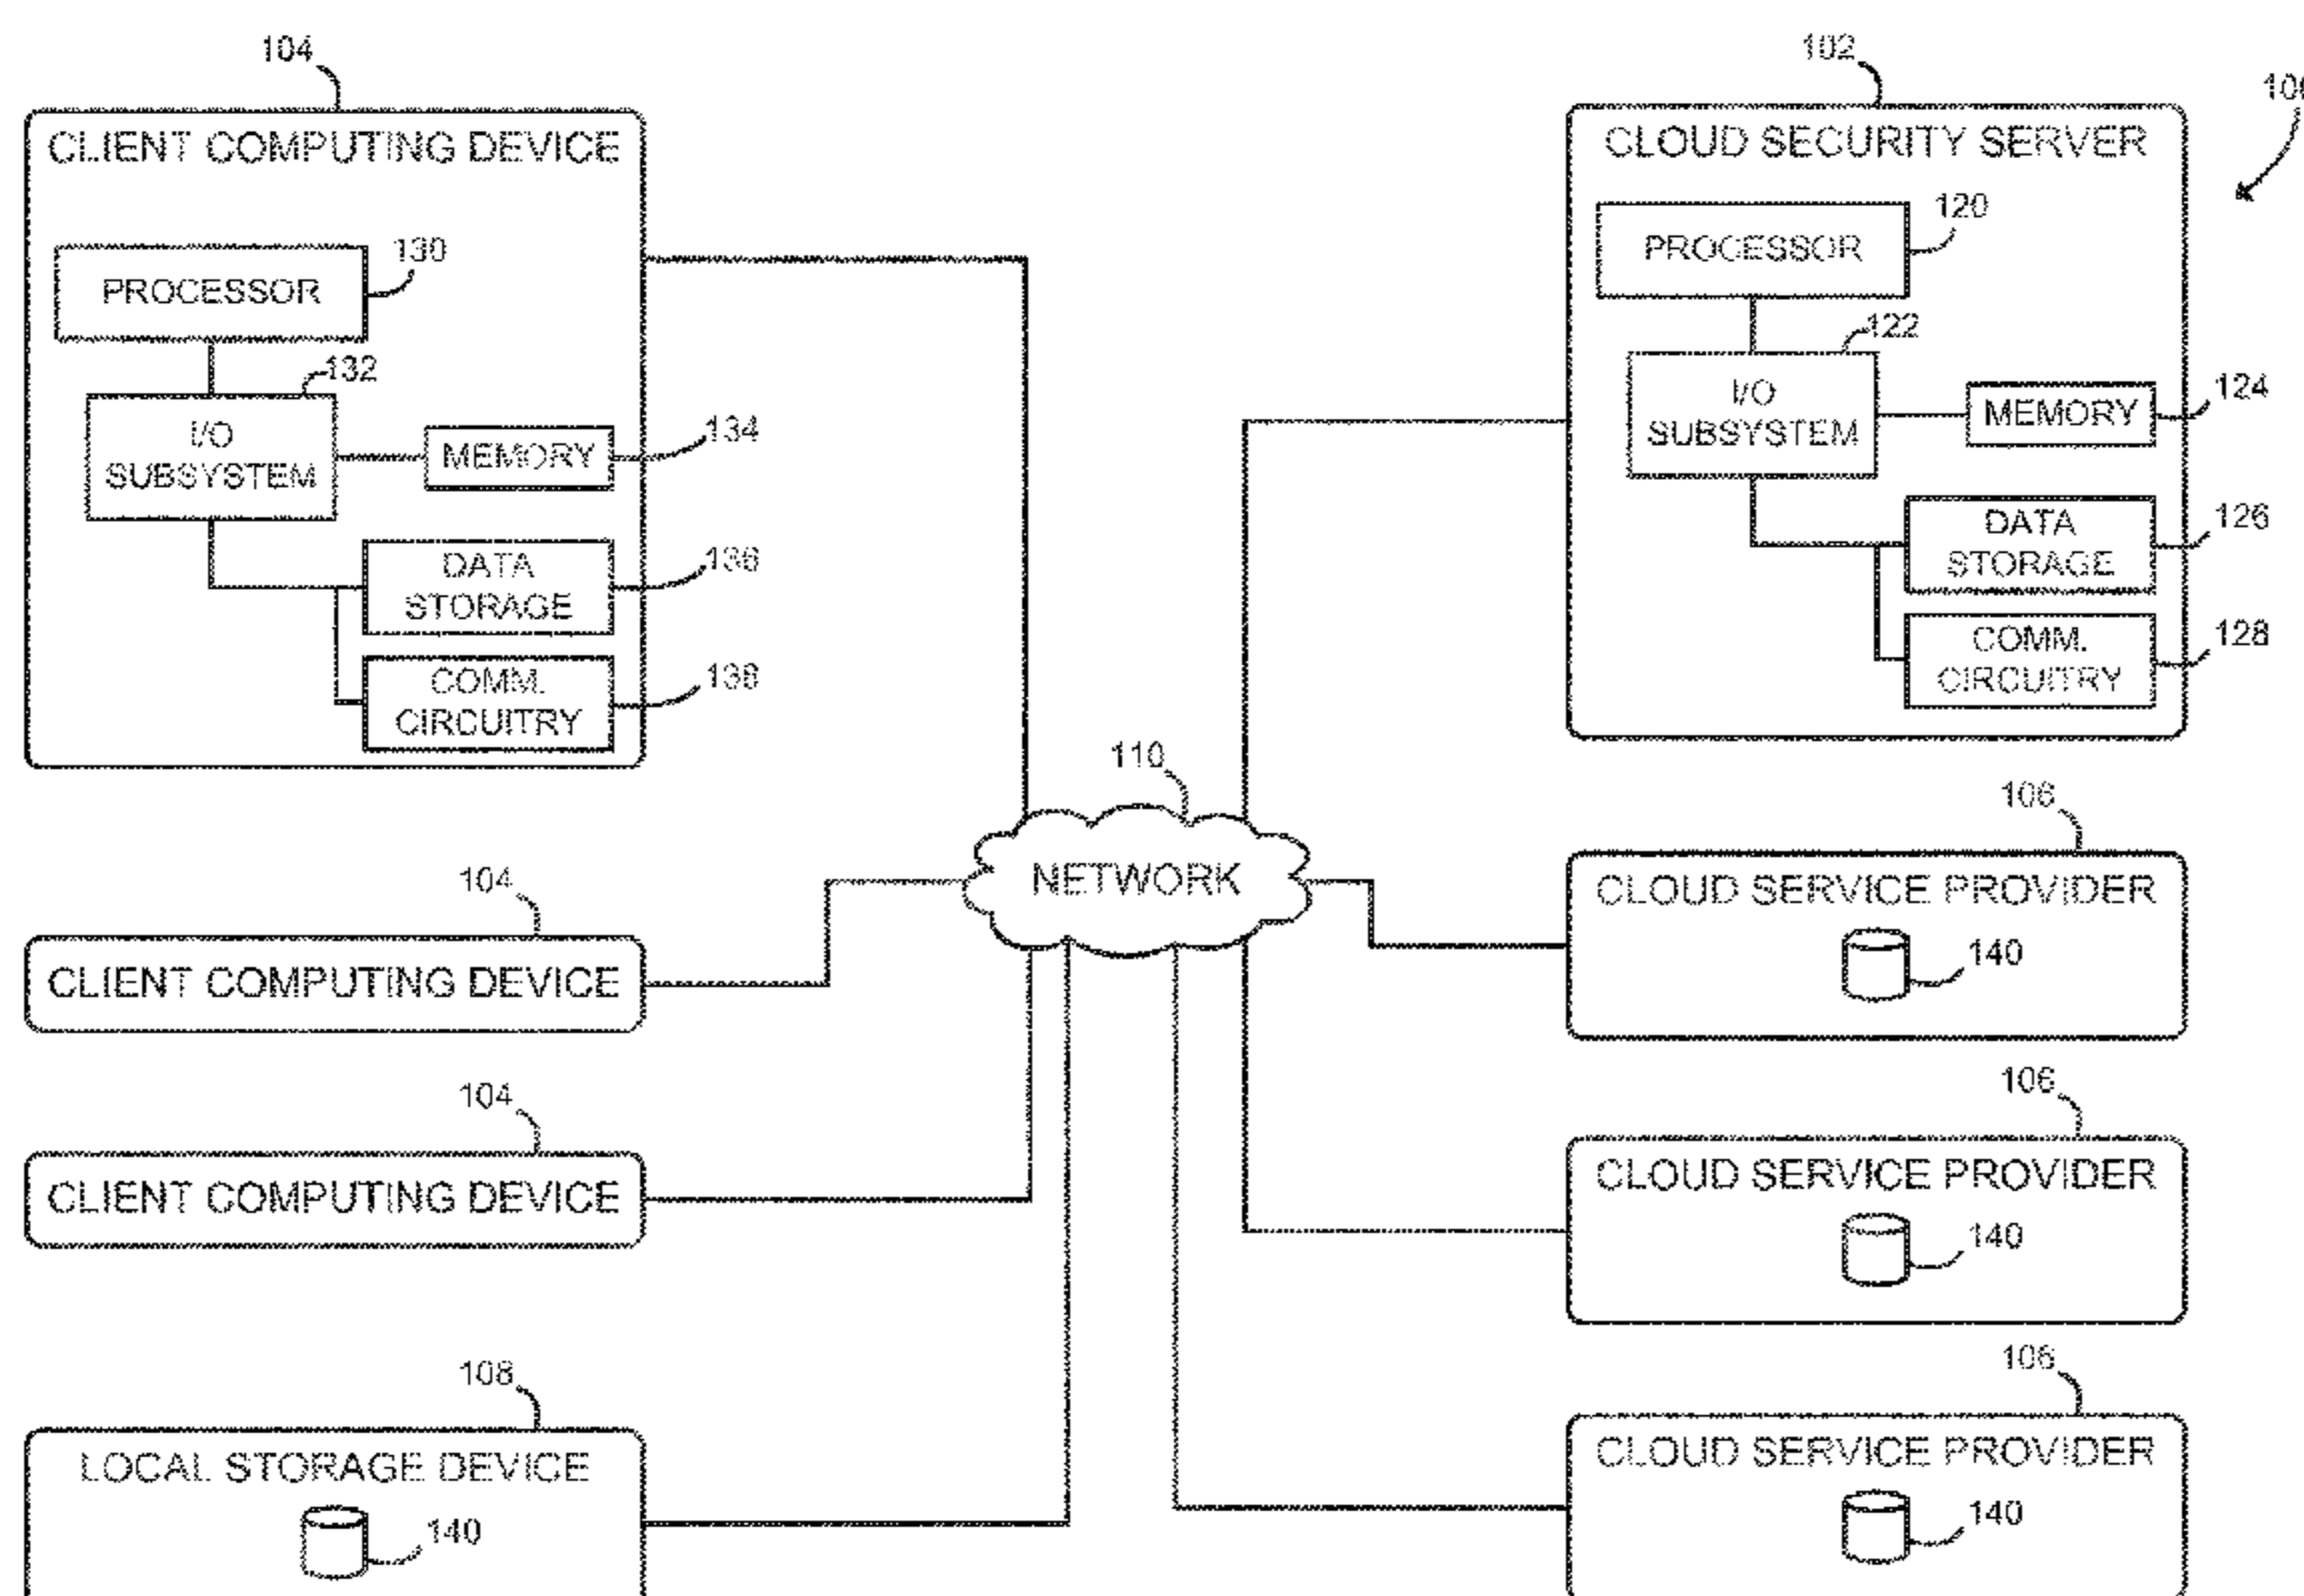 104
CLIENT COMPUTING DEVICE
130
PROCESSOR
132
I/O
SUBSYSTEM
134
MEMORY
136
DATA
STORAGE
138
COMM.
CIRCUITRY
102
CLOUD SECURITY SERVER
120
PROCESSOR
122
I/O
SUBSYSTEM
124
MEMORY
126
DATA
STORAGE
128
COMM.
CIRCUITRY
110
NETWORK
104
CLIENT COMPUTING DEVICE
104
CLIENT COMPUTING DEVICE
108
LOCAL STORAGE DEVICE
140
106
CLOUD SERVICE PROVIDER
140
106
CLOUD SERVICE PROVIDER
140
106
CLOUD SERVICE PROVIDER
140